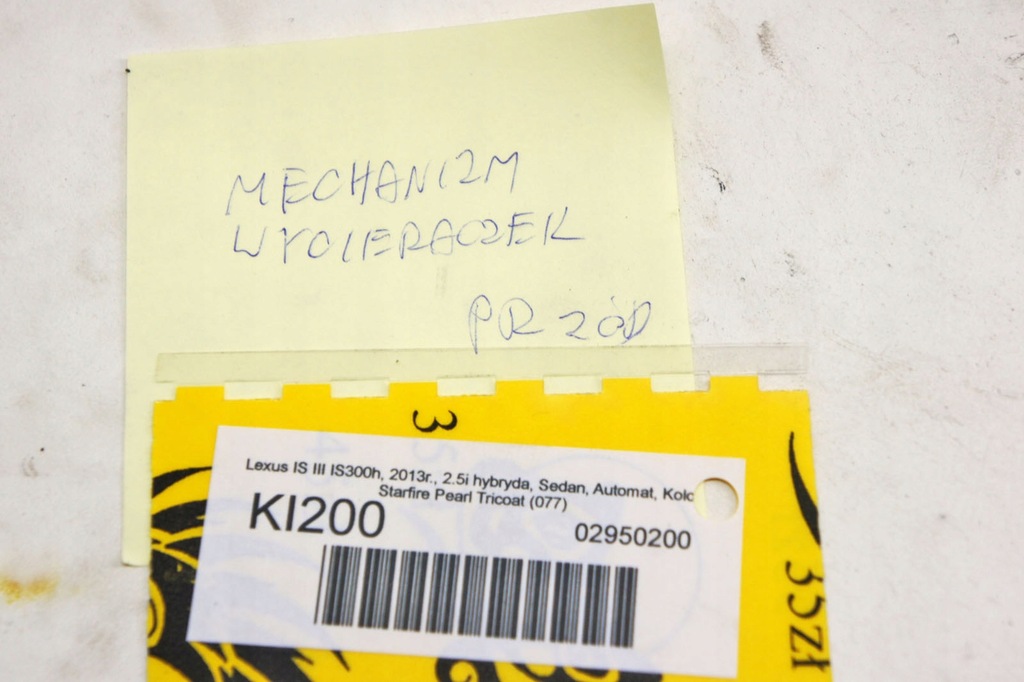 MECHANIZM
WYCIERACZEK
PRZÓD
3
Lexus IS III IS300h, 2013r., 2.5i hybryda, Sedan, Automat, Kolo
Starfire Pearl Tricoat (077)
KI200
02950200
35zł